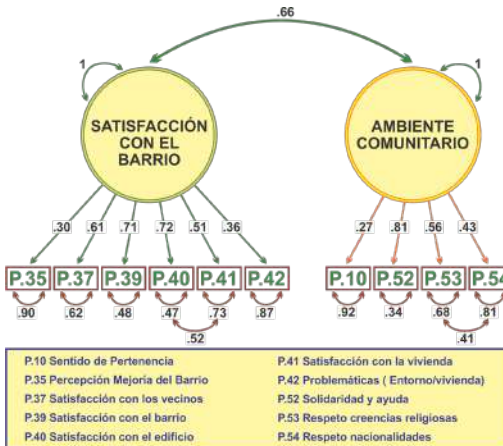 .66
1
1
SATISFACCIÓN
CON EL
BARRIO
AMBIENTE
COMUNITARIO
.30 .61 .71 .72 .51 .36
.27 .81 .56 .43
P.35 P.37 P.39 P.40 P.41 P.42
P.10 P.52 P.53 P.54
.90 .62 .48 .47 .73 .87
.92 .34 .68 .81
.52
.41
P.10 Sentido de Pertenencia
P.35 Percepción Mejoría del Barrio
P.37 Satisfacción con los vecinos
P.39 Satisfacción con el barrio
P.40 Satisfacción con el edificio
P.41 Satisfacción con la vivienda
P.42 Problemáticas ( Entorno/vivienda)
P.52 Solidaridad y ayuda
P.53 Respeto creencias religiosas
P.54 Respeto nacionalidades